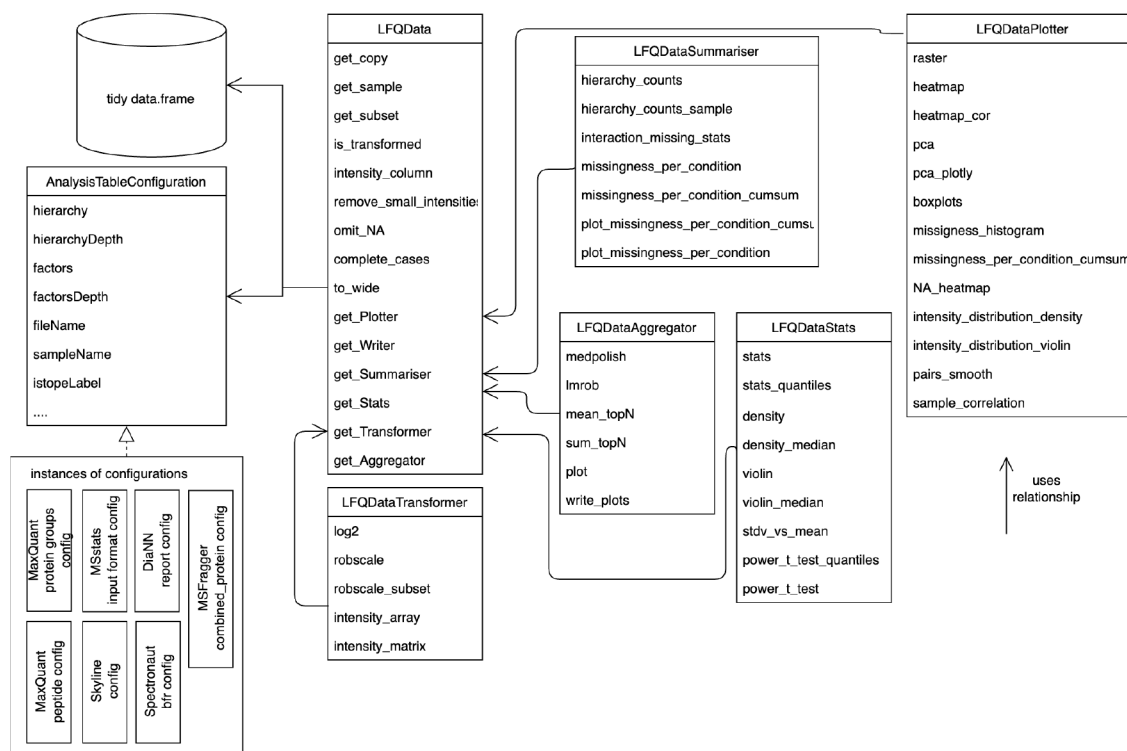 tidy data.frame
AnalysisTableConfiguration
hierarchy
hierarchyDepth
factors
factorsDepth
fileName
sampleName
istopeLabel
....
instances of configurations
MaxQuant
protein groups
config
MSstats
input format config
DiaNN
report config
MSFragger
combined_protein config
MaxQuant
peptide config
Skyline
config
Spectronaut
bfr config
LFQData
get_copy
get_sample
get_subset
is_transformed
intensity_column
remove_small_intensities
omit_NA
complete_cases
to_wide
get_Plotter
get_Writer
get_Summariser
get_Stats
get_Transformer
get_Aggregator
LFQDataTransformer
log2
robscale
robscale_subset
intensity_array
intensity_matrix
LFQDataSummariser
hierarchy_counts
hierarchy_counts_sample
interaction_missing_stats
missingness_per_condition
missingness_per_condition_cumsum
plot_missingness_per_condition_cumsu
plot_missingness_per_condition
LFQDataAggregator
medpolish
lmrob
mean_topN
sum_topN
plot
write_plots
LFQDataStats
stats
stats_quantiles
density
density_median
violin
violin_median
stdv_vs_mean
power_t_test_quantiles
power_t_test
LFQDataPlotter
raster
heatmap
heatmap_cor
pca
pca_plotly
boxplots
missigness_histogram
missingness_per_condition_cumsum
NA_heatmap
intensity_distribution_density
intensity_distribution_violin
pairs_smooth
sample_correlation
uses
relationship